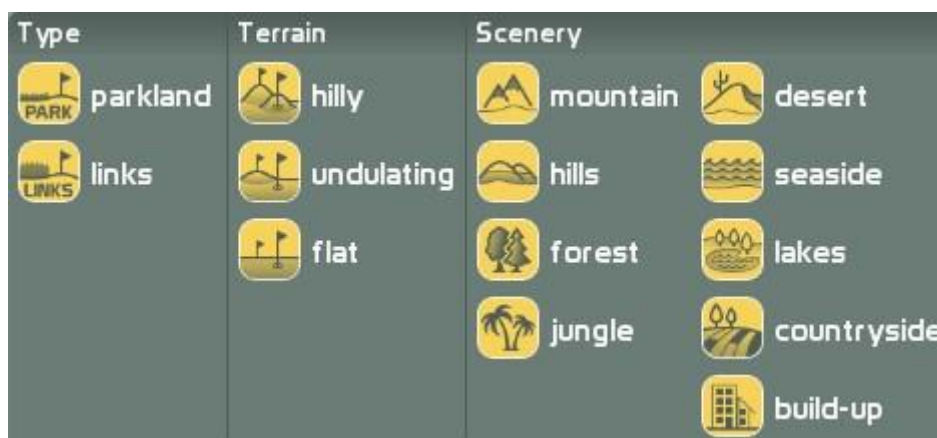 Type
PARK parkland
LINKS links
Terrain
hilly
undulating
flat
Scenery
mountain
hills
forest
jungle
desert
seaside
lakes
countryside
build-up